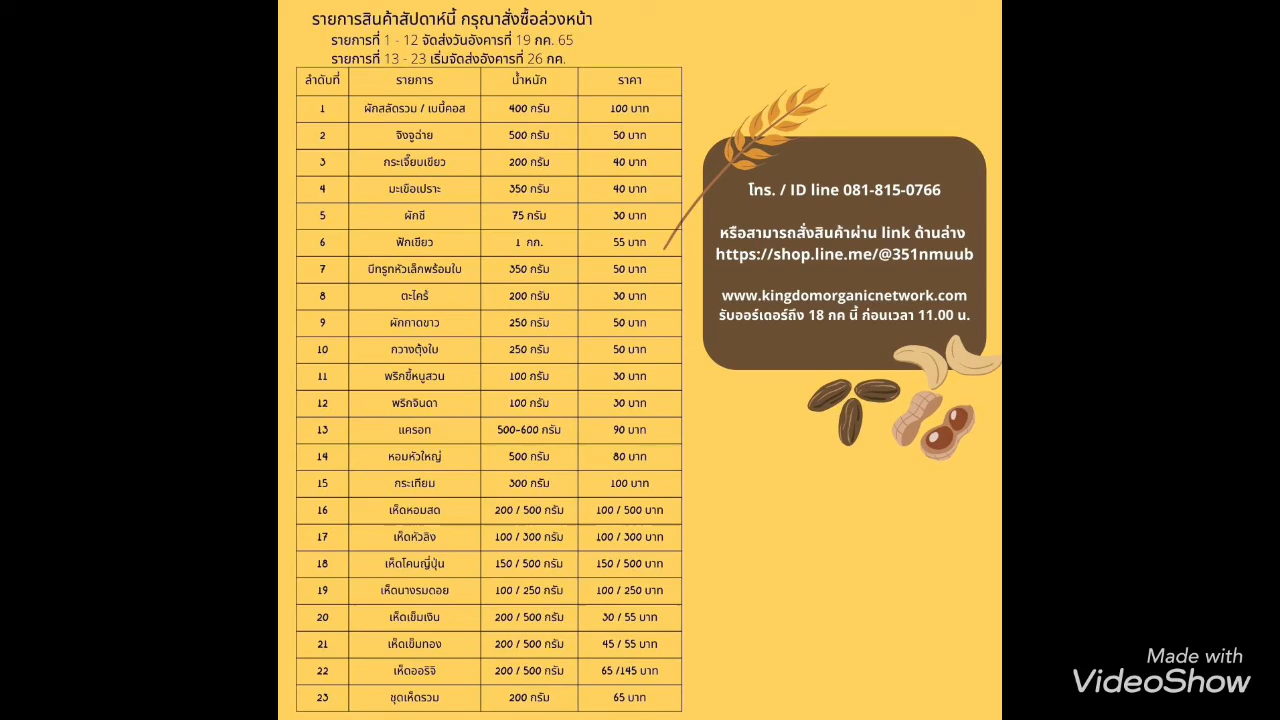 รายการสินค้าสัปดาห์นี้ กรุณาสั่งซื้อล่วงหน้า
รายการที่ 1 - 12 จัดส่งวันอังคารที่ 19 กค. 65
รายการที่ 13 - 23 เริ่มจัดส่งอังคารที่ 26 กค.
ลำดับที่ รายการ น้ำหนัก ราคา
1 ผักสลัดรวม / เบบี้คอส 400 กรัม 100 บาท
2 จิงจูฉ่าย 500 กรัม 50 บาท
3 กระเจี๊ยบเขียว 200 กรัม 40 บาท
4 มะเขือเปราะ 350 กรัม 40 บาท
5 ผักชี 75 กรัม 30 บาท
6 ฟักเขียว 1 กก. 55 บาท
7 บีทรูทหัวเล็กพร้อมใบ 350 กรัม 50 บาท
8 ตะไคร้ 200 กรัม 30 บาท
9 ผักกาดขาว 250 กรัม 50 บาท
10 กวางตุ้งใบ 250 กรัม 50 บาท
11 พริกขี้หนูสวน 100 กรัม 30 บาท
12 พริกจินดา 100 กรัม 30 บาท
13 แครอท 500-600 กรัม 90 บาท
14 หอมหัวใหญ่ 500 กรัม 80 บาท
15 กระเทียม 300 กรัม 100 บาท
16 เห็ดหอมสด 200 / 500 กรัม 100 / 500 บาท
17 เห็ดหัวลิง 100 / 300 กรัม 100 / 300 บาท
18 เห็ดโคนญี่ปุ่น 150 / 500 กรัม 150 / 500 บาท
19 เห็ดนางรมดอย 100 / 250 กรัม 100 / 250 บาท
20 เห็ดเข็มเงิน 200 / 500 กรัม 30 / 55 บาท
21 เห็ดเข็มทอง 200 / 500 กรัม 45 / 55 บาท
22 เห็ดออริจิ 200 / 500 กรัม 65 /145 บาท
23 ชุดเห็ดรวม 200 กรัม 65 บาท
โทร. / ID line 081-815-0766
หรือสามารถสั่งสินค้าผ่าน link ด้านล่าง
https://shop.line.me/@351nmuub
www.kingdomorganicnetwork.com
รับออร์เดอร์ถึง 18 กค นี้ ก่อนเวลา 11.00 น.
Made with
VideoShow